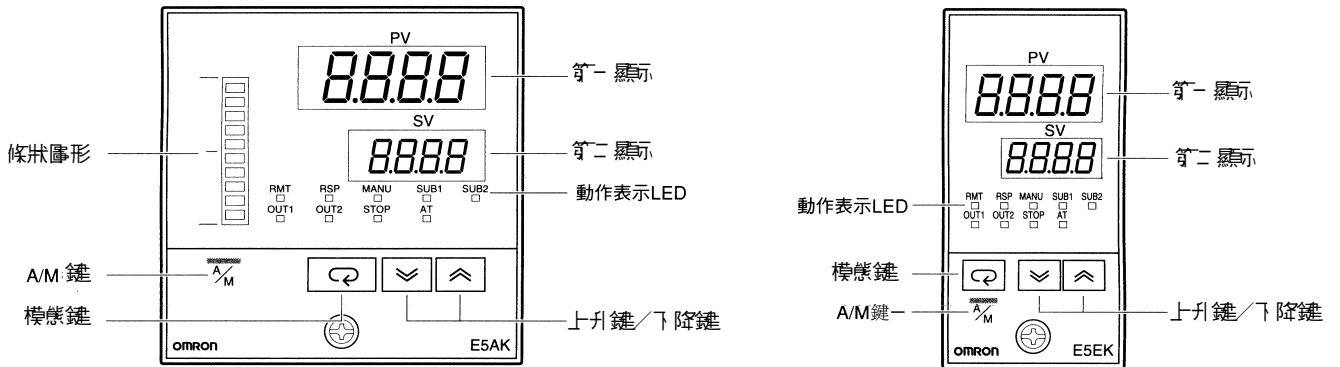 PV
8.8.8.8
第一顯示
SV
8.8.8.8
第二顯示
條狀圖形
RMT RSP MANU SUB1 SUB2
動作表示LED
OUT1 OUT2 STOP AT
A/M 鍵
A/M
模態鍵
上升鍵/下降鍵
OMRON
E5AK
PV
8.8.8.8
第一顯示
SV
8.8.8.8
第二顯示
動作表示LED
RMT RSP MANU SUB1 SUB2
OUT1 OUT2 STOP AT
模態鍵
A/M鍵
A/M
上升鍵/下降鍵
OMRON
E5EK